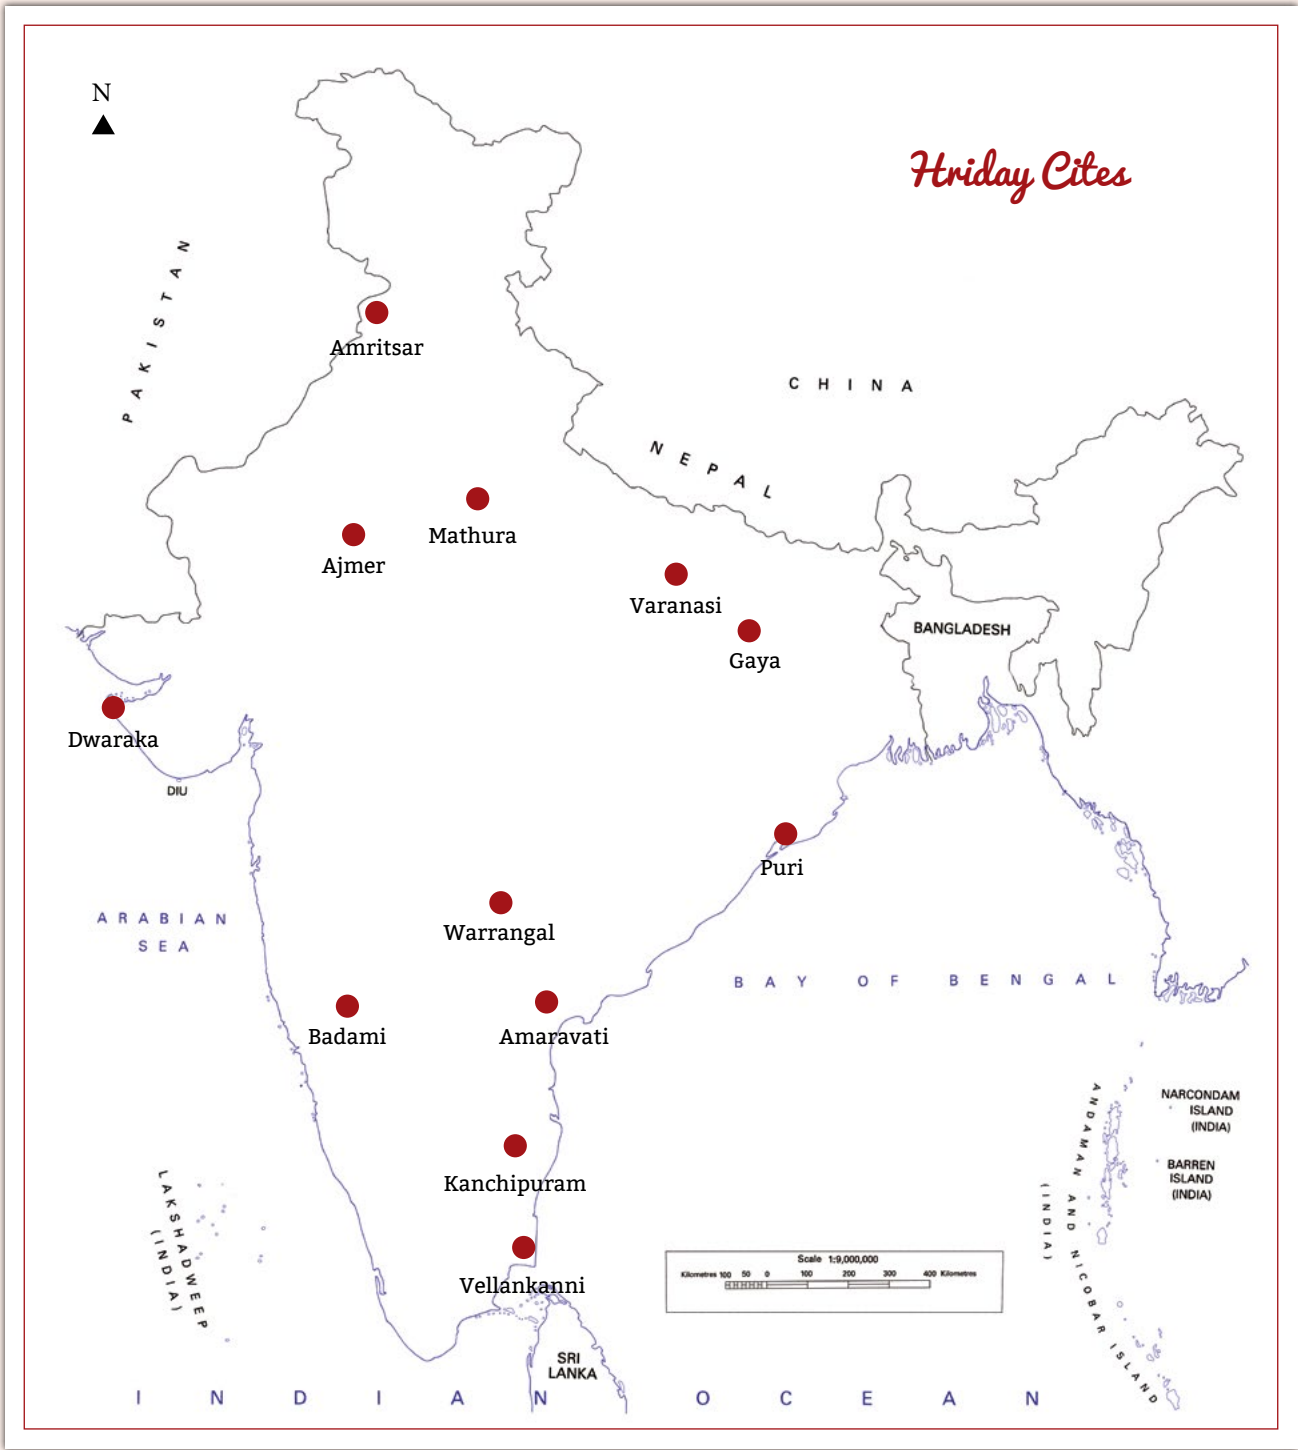 N
Hriday Cites
PAKISTAN
Amritsar
CHINA
NEPAL
Mathura
Ajmer
Varanasi
BANGLADESH
Gaya
Dwaraka
DIU
Puri
ARABIAN
SEA
Warrangal
BAY OF BENGAL
Badami
Amaravati
NARCONDAM
ISLAND
(INDIA)
ANDAMAN AND NICOBAR ISLAND
(INDIA)
BARREN
ISLAND
(INDIA)
Kanchipuram
LAKSHADWEEP
(INDIA)
Vellankanni
Scale 1:9,000,000
Kilometres 100 50 0 100 200 300 400 Kilometres
SRI
LANKA
INDIAN OCEAN